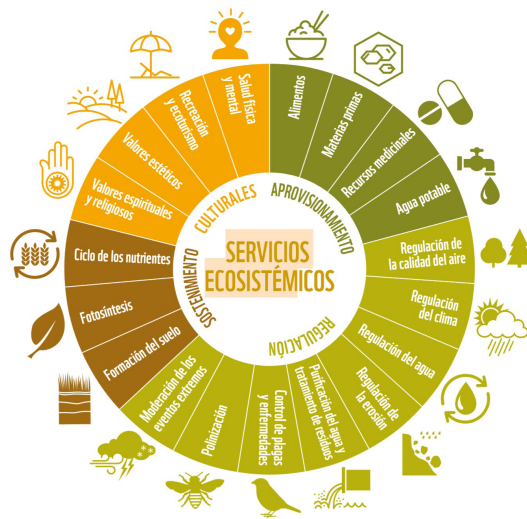 SERVICIOS
ECOSISTÉMICOS
APROVISIONAMIENTO
Alimentos
Materias primas
Recursos medicinales
Agua potable
REGULACIÓN
Regulación de
la calidad del aire
Regulación
del clima
Regulación del agua
Regulación de
la erosión
Purificación del agua y
tratamiento de residuos
Control de plagas
y enfermedades
Polinización
Moderación de los
eventos extremos
SOSTENIMIENTO
Formación del suelo
Fotosíntesis
Ciclo de los nutrientes
CULTURALES
Valores espirituales
y religiosos
Valores estéticos
Recreación
y ecoturismo
Salud física
y mental